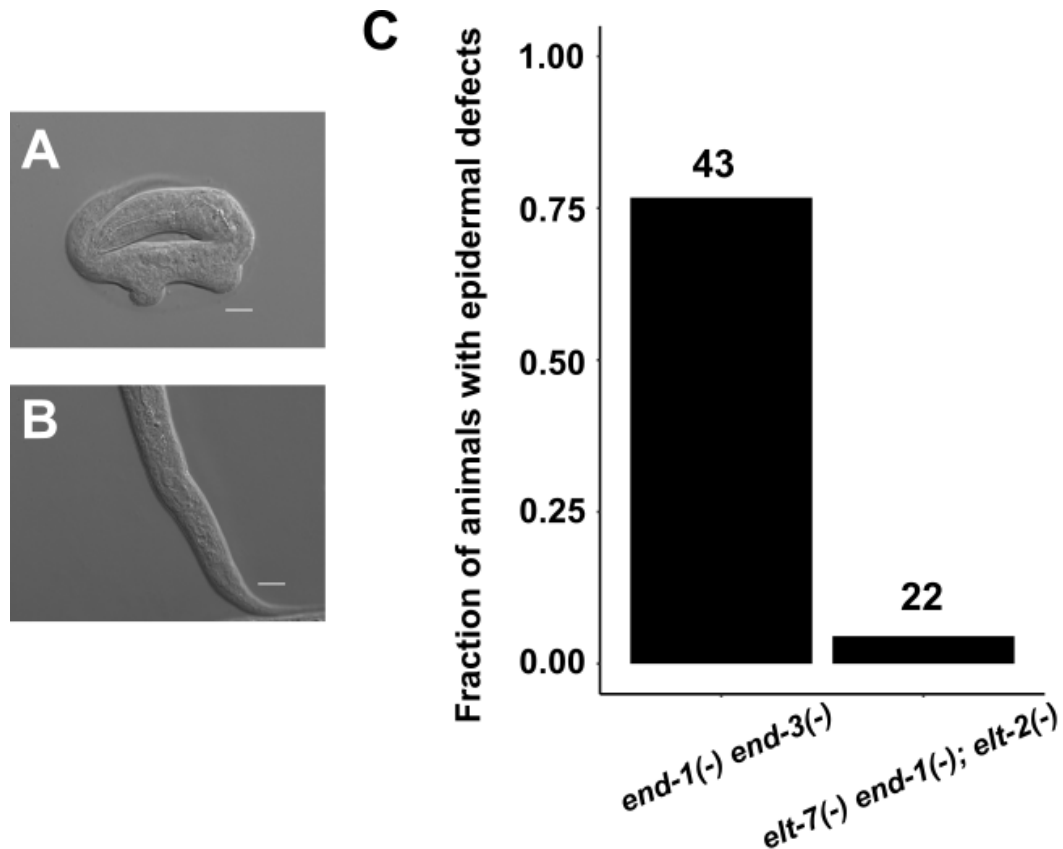 A
B
C
Fraction of animals with epidermal defects
1.00
0.75
0.50
0.25
0.00
43
22
end-1(-) end-3(-)
elt-7(-) end-1(-); elt-2(-)